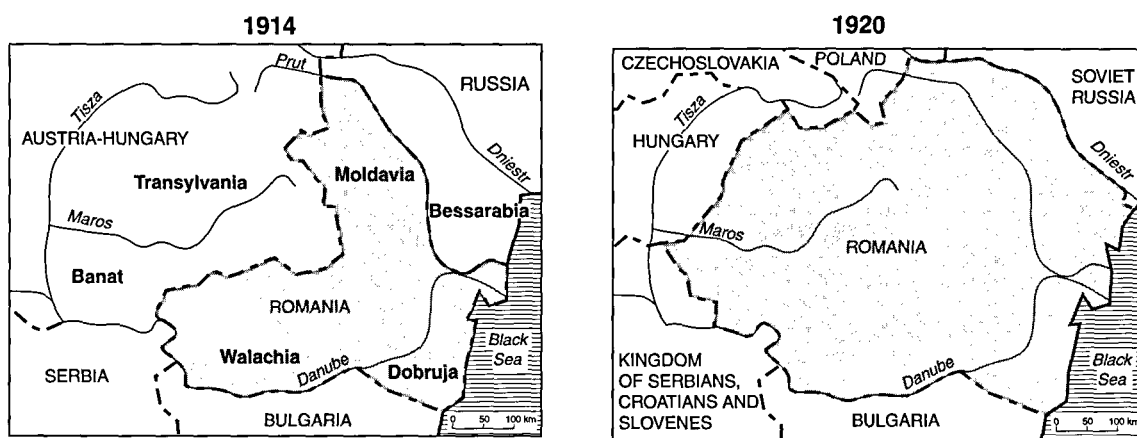 1914
Prut
RUSSIA
Tisza
AUSTRIA-HUNGARY
Transylvania
Moldavia
Dniestr
Bessarabia
Maros
Banat
ROMANIA
Walachia
Danube
Dobruja
Black
Sea
SERBIA
BULGARIA
0 50 100 km
1920
CZECHOSLOVAKIA
POLAND
SOVIET
RUSSIA
Tisza
HUNGARY
Dniestr
Maros
ROMANIA
Danube
Black
Sea
KINGDOM
OF SERBIANS,
CROATIANS AND
SLOVENES
BULGARIA
0 50 100 km